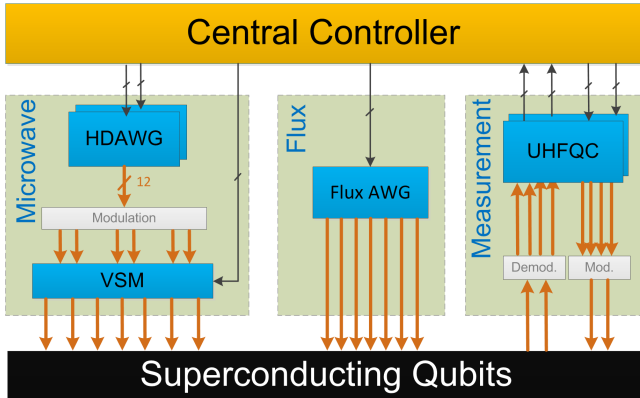 Central Controller
Microwave
HDAWG
12
Modulation
VSM
Flux
Flux AWG
Measurement
UHFQC
Demod.
Mod.
Superconducting Qubits